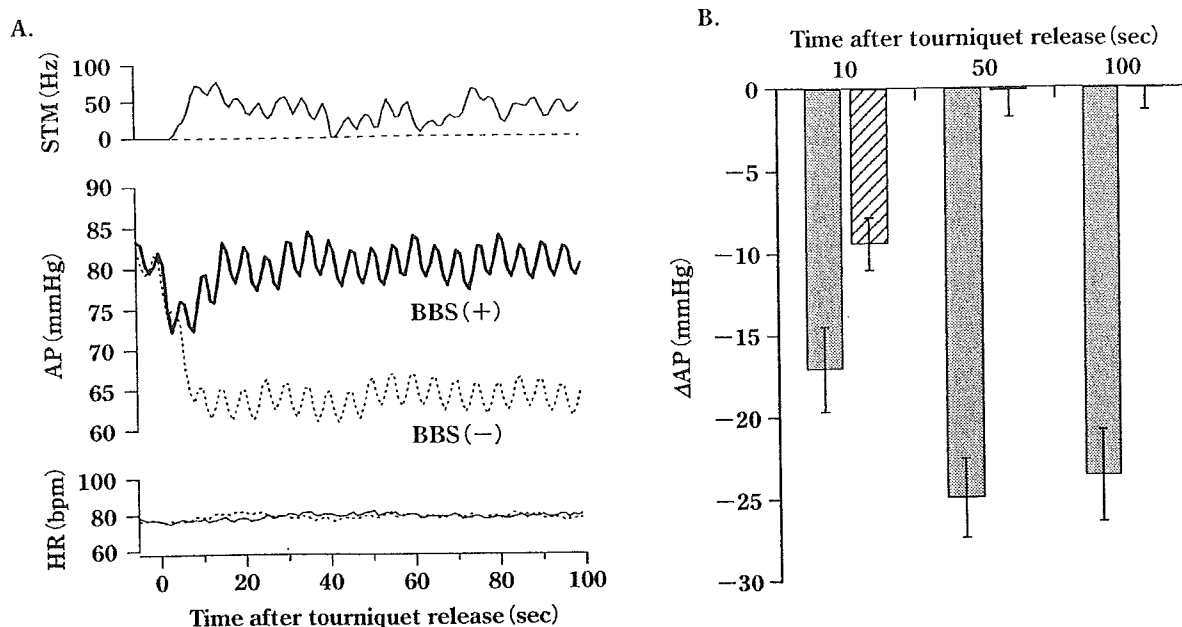 A.
STM (Hz)
100
50
0
AP (mmHg)
90
85
80
75
70
65
60
BBS (+)
BBS (−)
HR (bpm)
100
80
60
0 20 40 60 80 100
Time after tourniquet release (sec)
B.
Time after tourniquet release (sec)
10 50 100
ΔAP (mmHg)
0
−5
−10
−15
−20
−25
−30